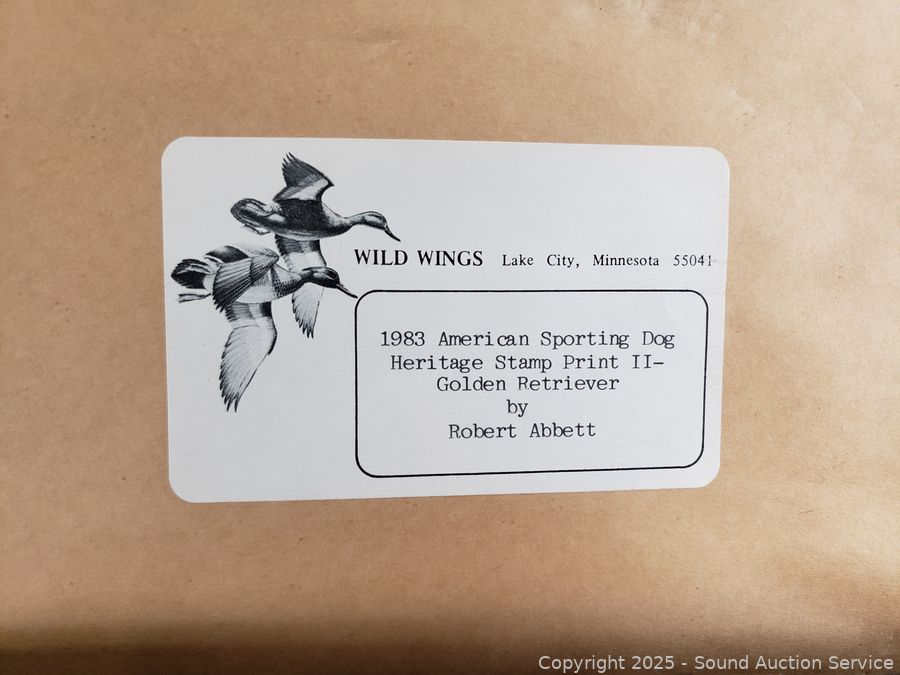 WILD WINGS Lake City, Minnesota 55041
1983 American Sporting Dog
Heritage Stamp Print II-
Golden Retriever
by
Robert Abbett
Copyright 2025 - Sound Auction Service